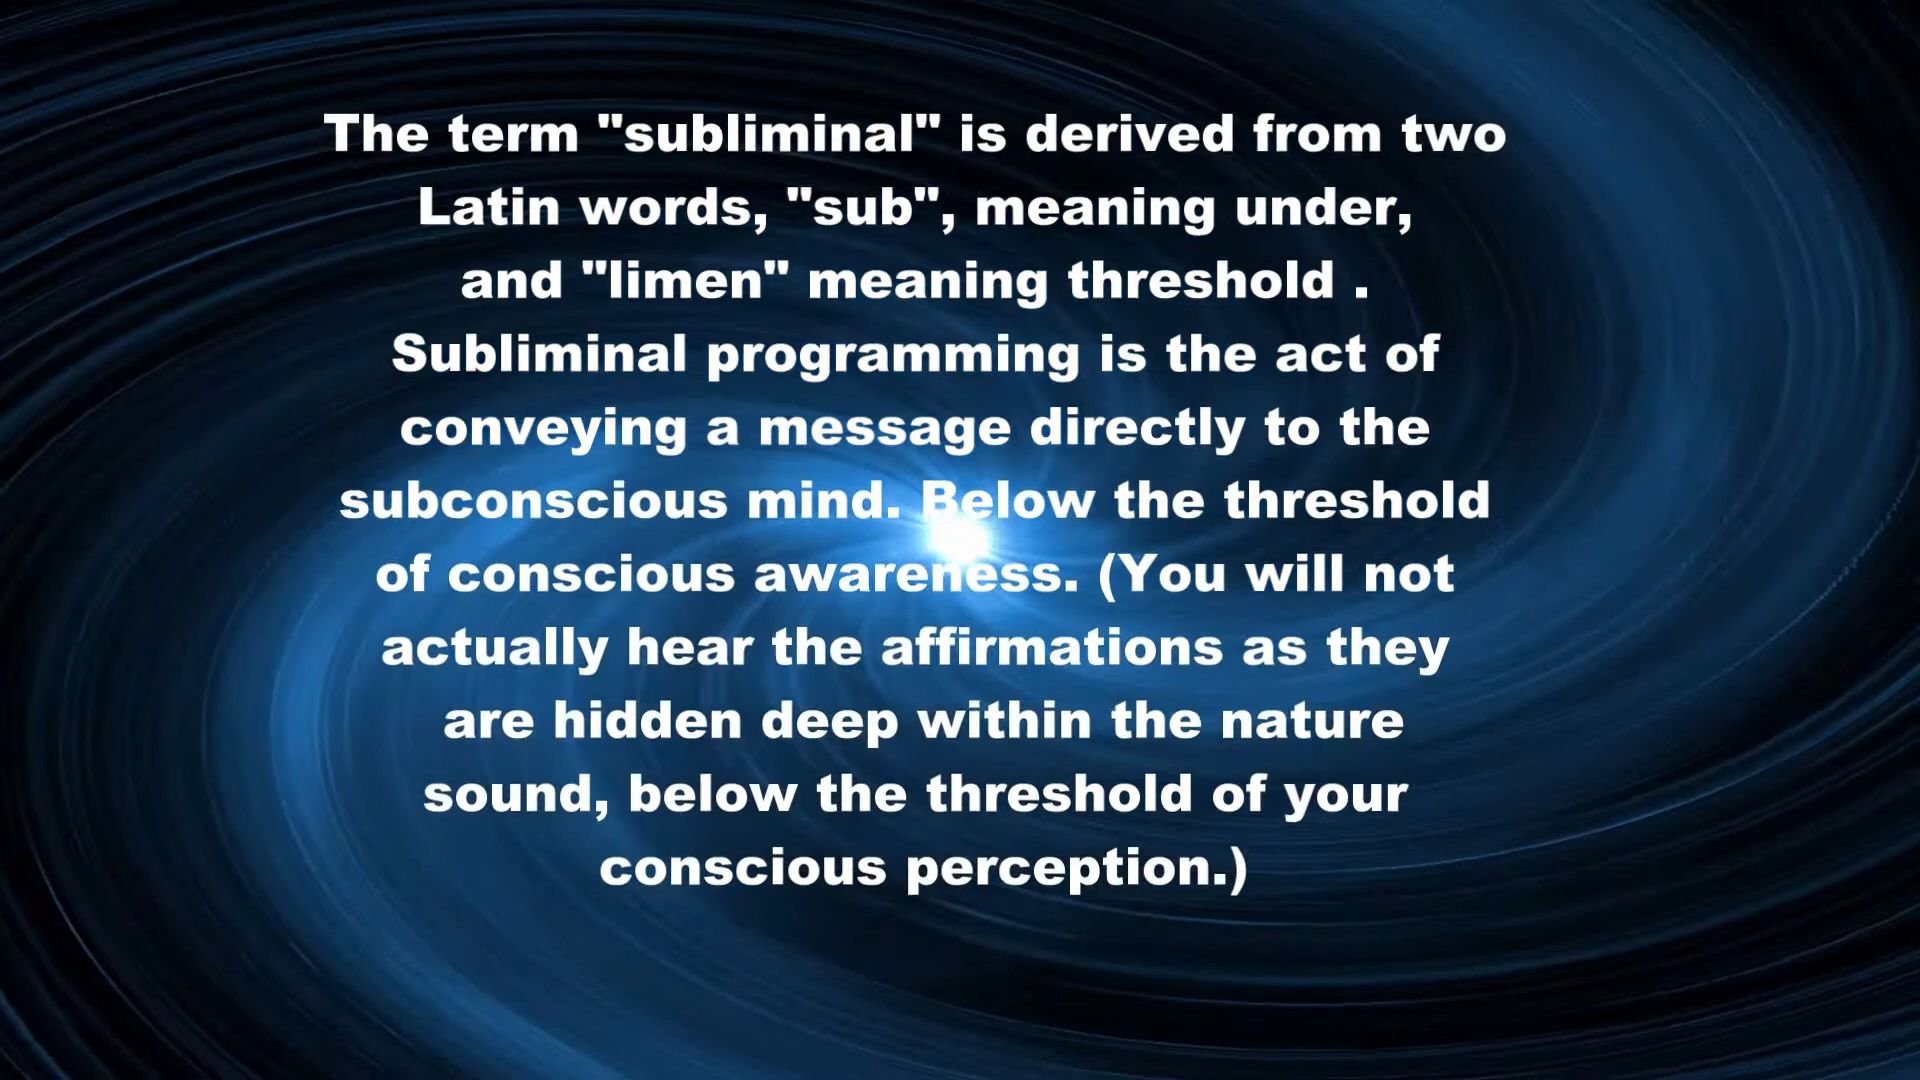 The term "subliminal" is derived from two
Latin words, "sub", meaning under,
and "limen" meaning threshold .
Subliminal programming is the act of
conveying a message directly to the
subconscious mind. Below the threshold
of conscious awareness. (You will not
actually hear the affirmations as they
are hidden deep within the nature
sound, below the threshold of your
conscious perception.)